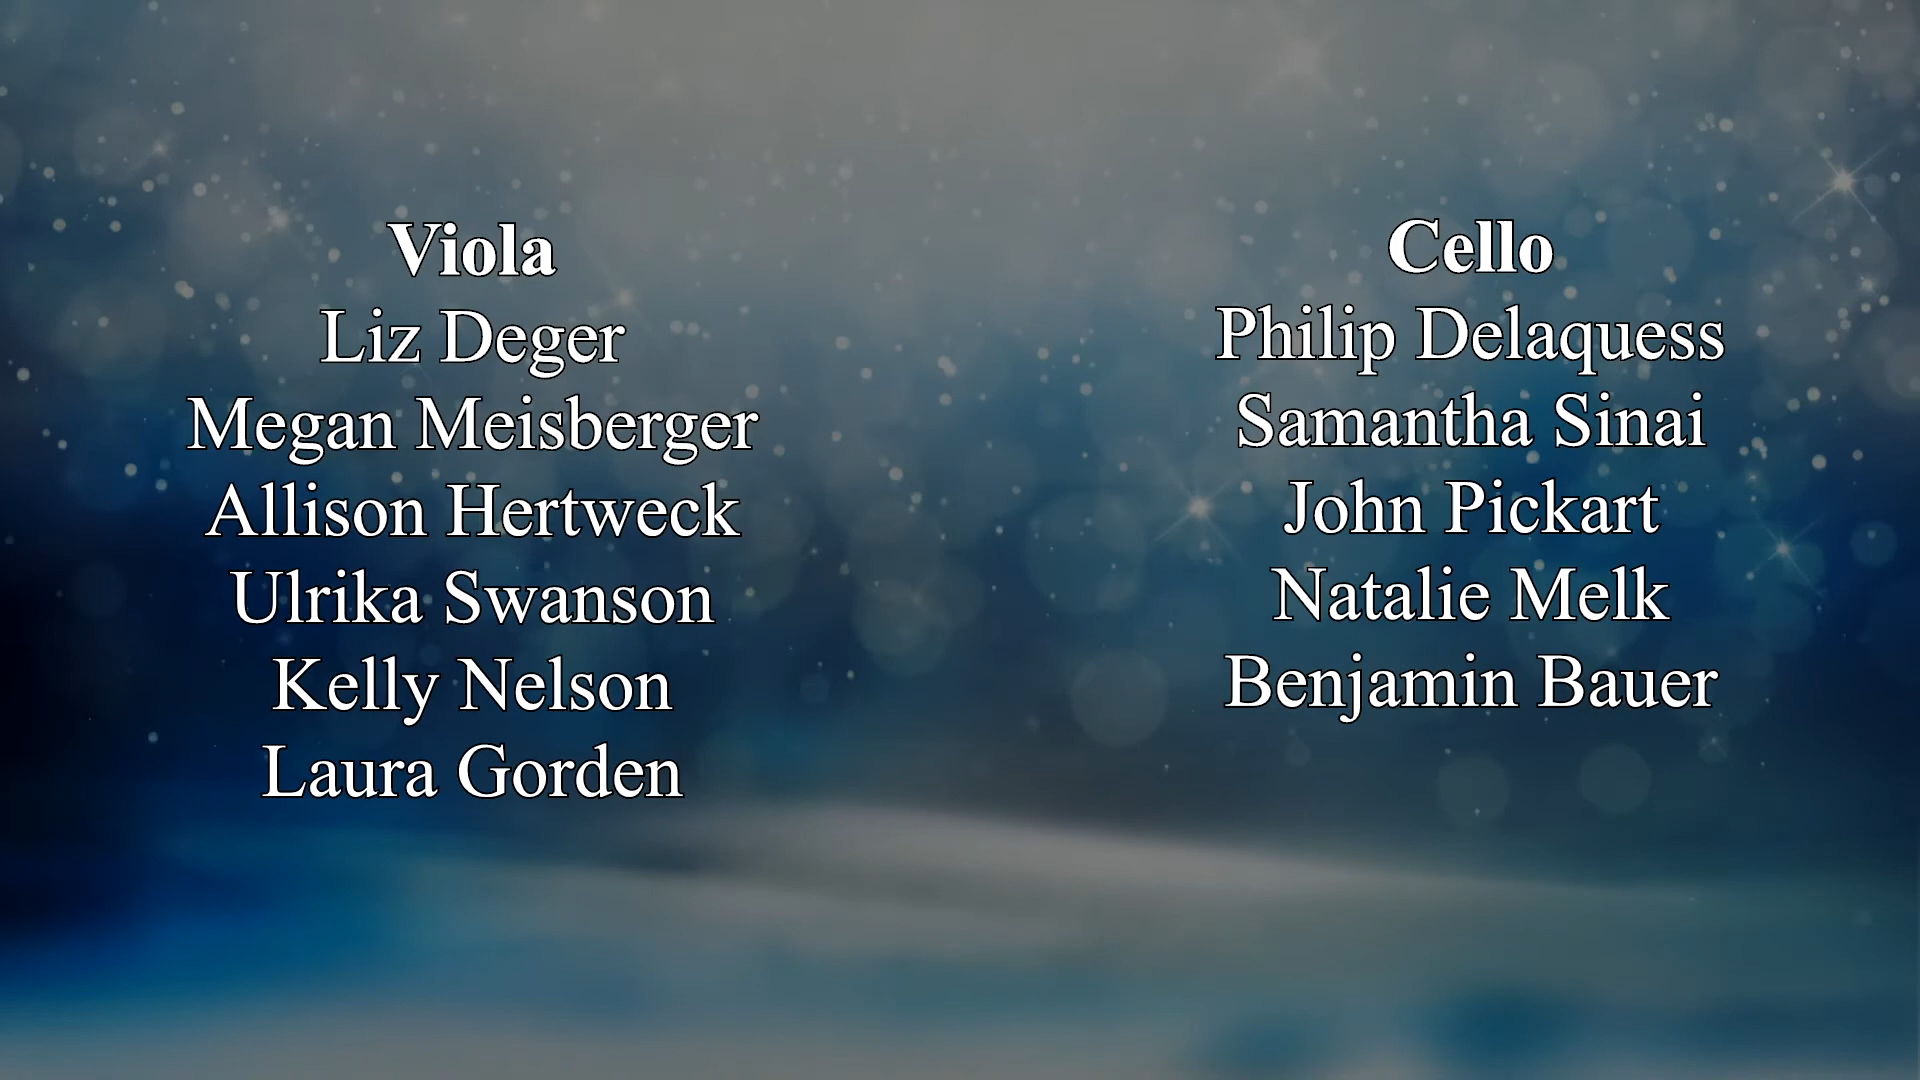 Viola
Liz Deger
Megan Meisberger
Allison Hertweck
Ulrika Swanson
Kelly Nelson
Laura Gorden
Cello
Philip Delaquess
Samantha Sinai
John Pickart
Natalie Melk
Benjamin Bauer